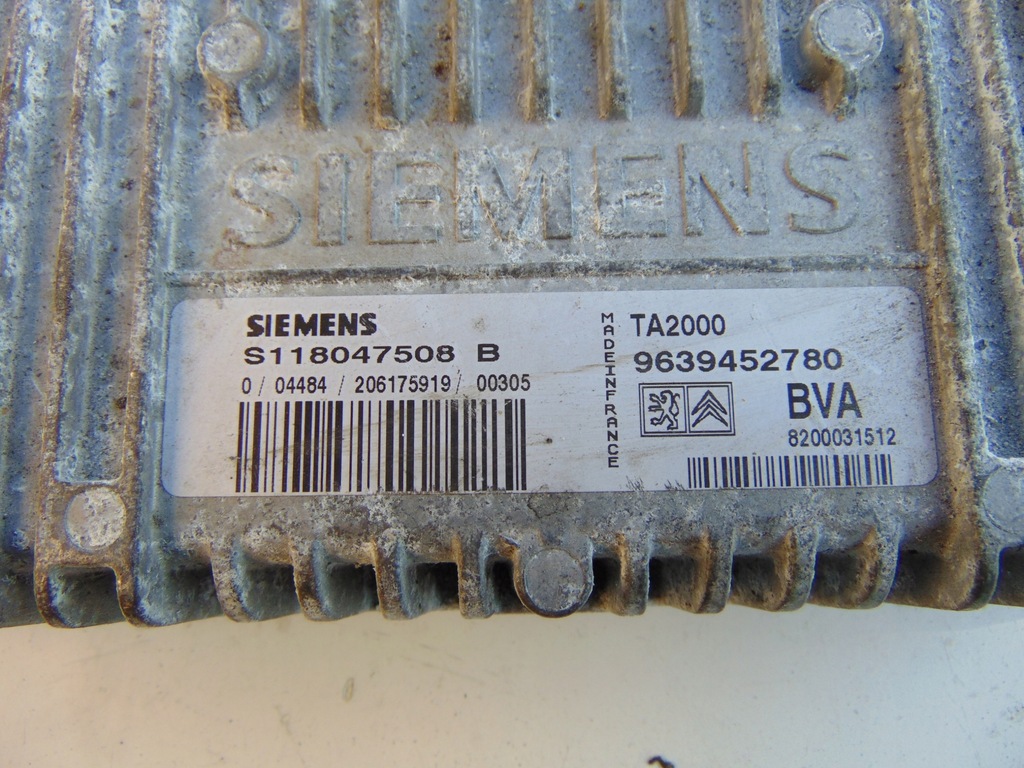 SIEMENS
SIEMENS
S118047508 B
0/ 04484 / 206175919/ 00305
MADEINFRANCE
TA2000
9639452780
BVA
8200031512